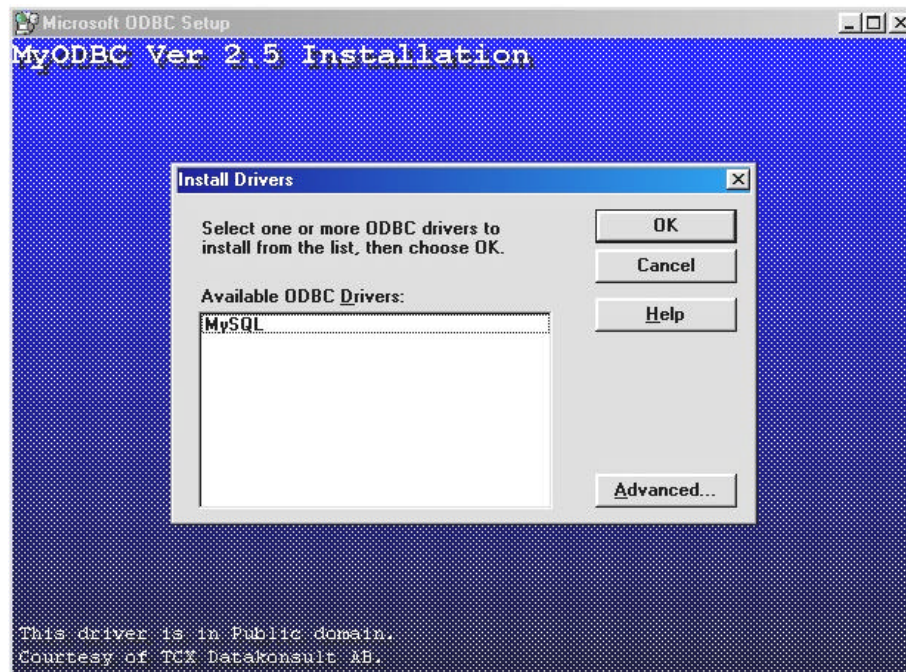 Microsoft ODBC Setup
MyODBC Ver 2.5 Installation
Install Drivers
Select one or more ODBC drivers to
install from the list, then choose OK.
Available ODBC Drivers:
MySQL
OK
Cancel
Help
Advanced...
This driver is in Public domain.
Courtesy of TCX Datakonsult AB.